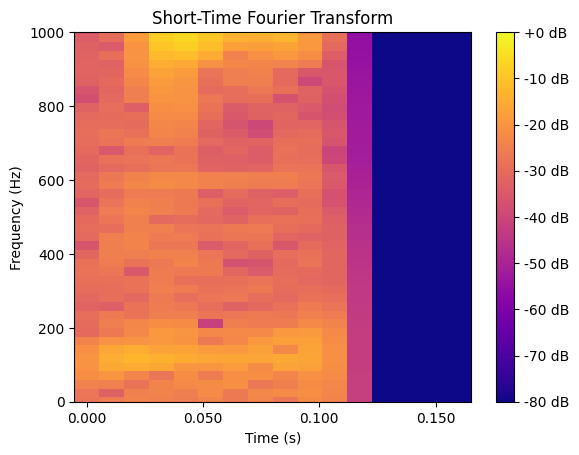 Short-Time Fourier Transform
1000
800
600
400
200
0
Frequency (Hz)
0.000
0.050
0.100
0.150
Time (s)
+0 dB
-10 dB
-20 dB
-30 dB
-40 dB
-50 dB
-60 dB
-70 dB
-80 dB